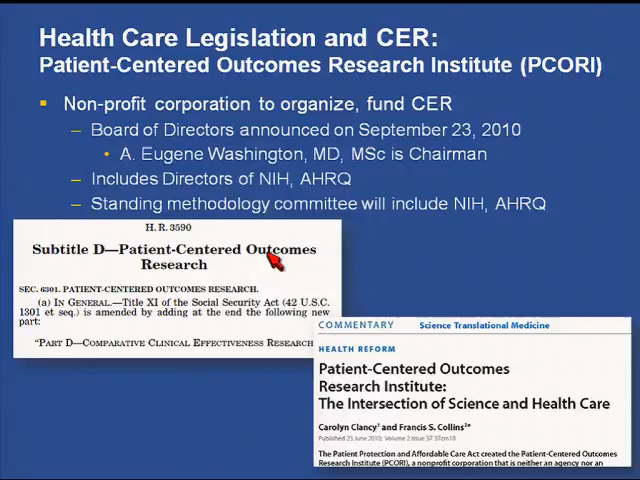 Health Care Legislation and CER:
Patient-Centered Outcomes Research Institute (PCORI)
Non-profit corporation to organize, fund CER
– Board of Directors announced on September 23, 2010
• A. Eugene Washington, MD, MSc is Chairman
– Includes Directors of NIH, AHRQ
– Standing methodology committee will include NIH, AHRQ
H. R. 3590
Subtitle D—Patient-Centered Outcomes
Research
SEC. 6301. PATIENT-CENTERED OUTCOMES RESEARCH.
(a) IN GENERAL.—Title XI of the Social Security Act (42 U.S.C.
1301 et seq.) is amended by adding at the end the following new
part:
"PART D—COMPARATIVE CLINICAL EFFECTIVENESS RESEARCH
COMMENTARY Science Translational Medicine
HEALTH REFORM
Patient-Centered Outcomes
Research Institute:
The Intersection of Science and Health Care
Carolyn Clancy¹ and Francis S. Collins²*
Published 23 June 2010; Volume 2 Issue 37 37cm18
The Patient Protection and Affordable Care Act created the Patient-Centered Outcomes
Research Institute (PCORI), a nonprofit corporation that is neither an agency nor an